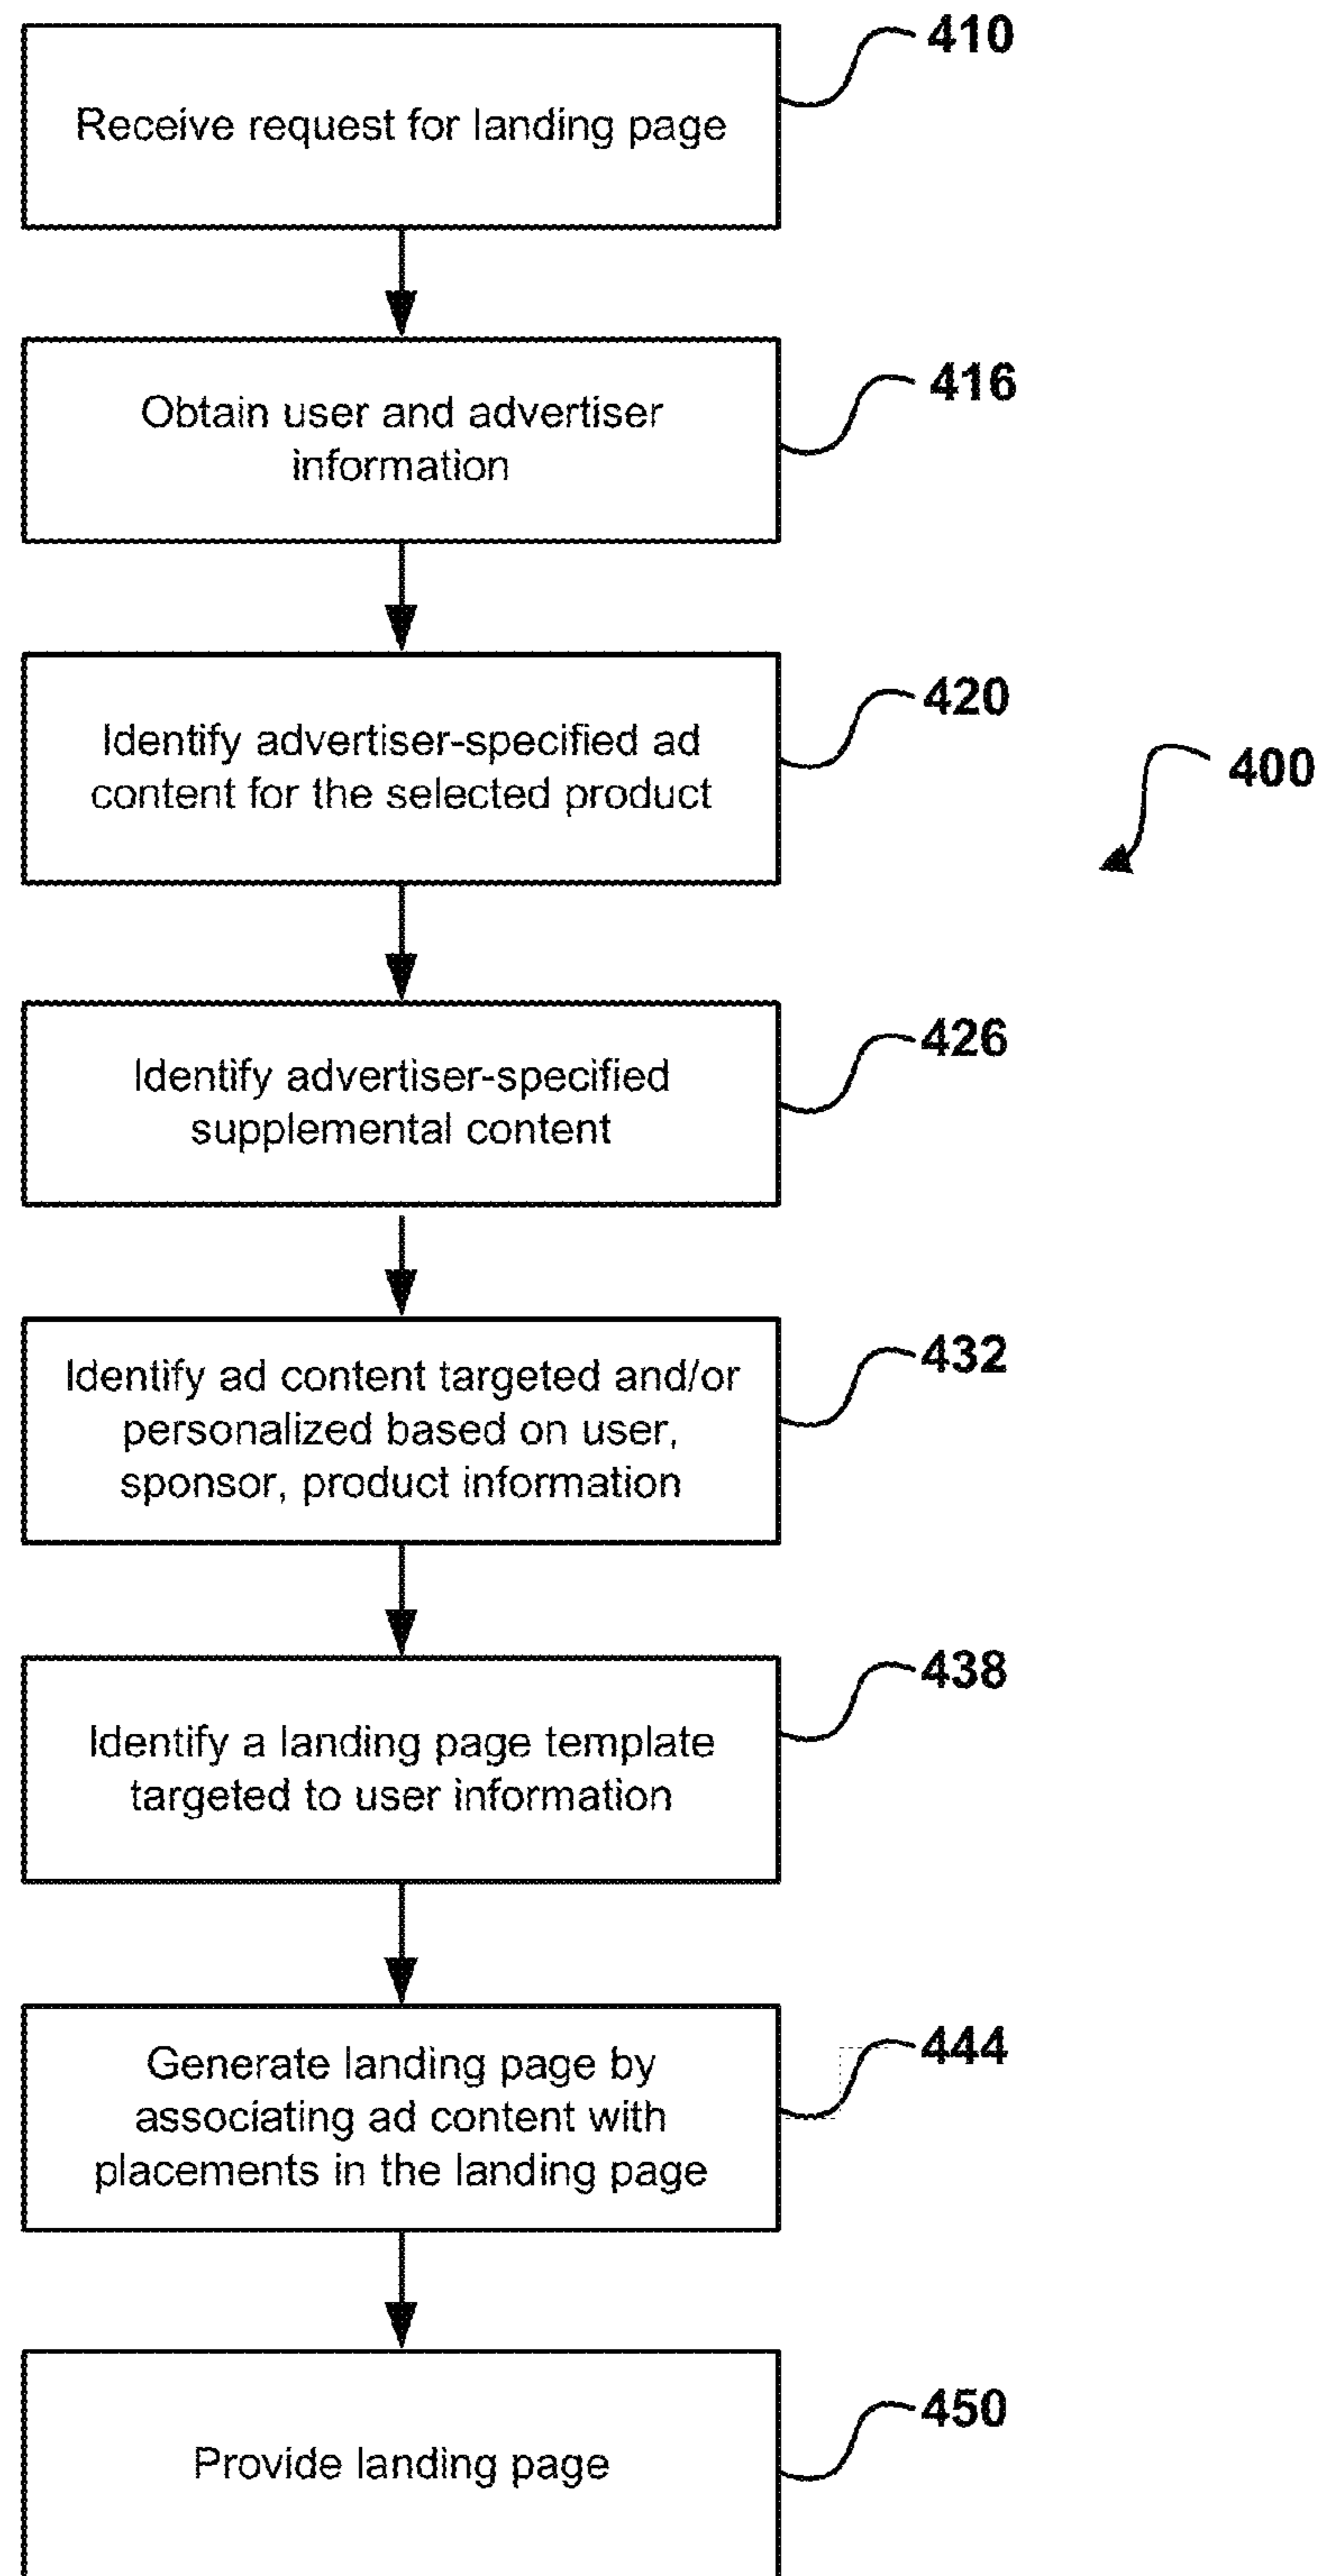 410
Receive request for landing page
416
Obtain user and advertiser
information
420
Identify advertiser-specified ad
content for the selected product
400
426
Identify advertiser-specified
supplemental content
432
Identify ad content targeted and/or
personalized based on user,
sponsor, product information
438
Identify a landing page template
targeted to user information
444
Generate landing page by
associating ad content with
placements in the landing page
450
Provide landing page